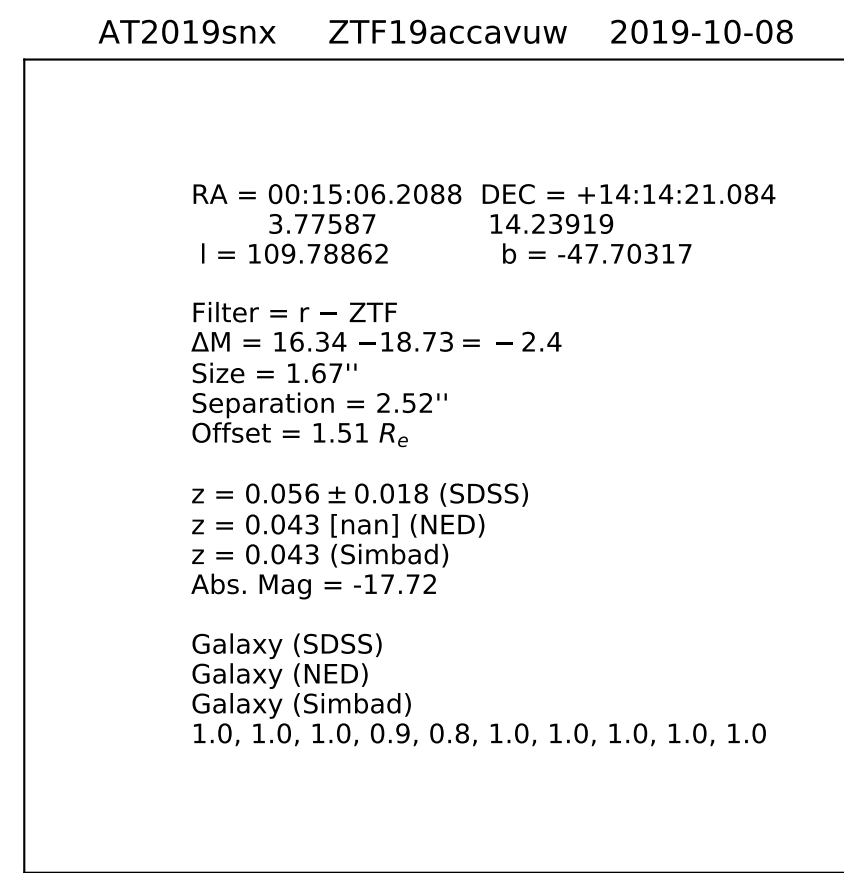 AT2019snx ZTF19accavuw 2019-10-08
RA = 00:15:06.2088 DEC = +14:14:21.084
3.77587 14.23919
l = 109.78862 b = -47.70317
Filter = r − ZTF
ΔM = 16.34 −18.73 = − 2.4
Size = 1.67''
Separation = 2.52''
Offset = 1.51 Rₑ
z = 0.056 ± 0.018 (SDSS)
z = 0.043 [nan] (NED)
z = 0.043 (Simbad)
Abs. Mag = -17.72
Galaxy (SDSS)
Galaxy (NED)
Galaxy (Simbad)
1.0, 1.0, 1.0, 0.9, 0.8, 1.0, 1.0, 1.0, 1.0, 1.0